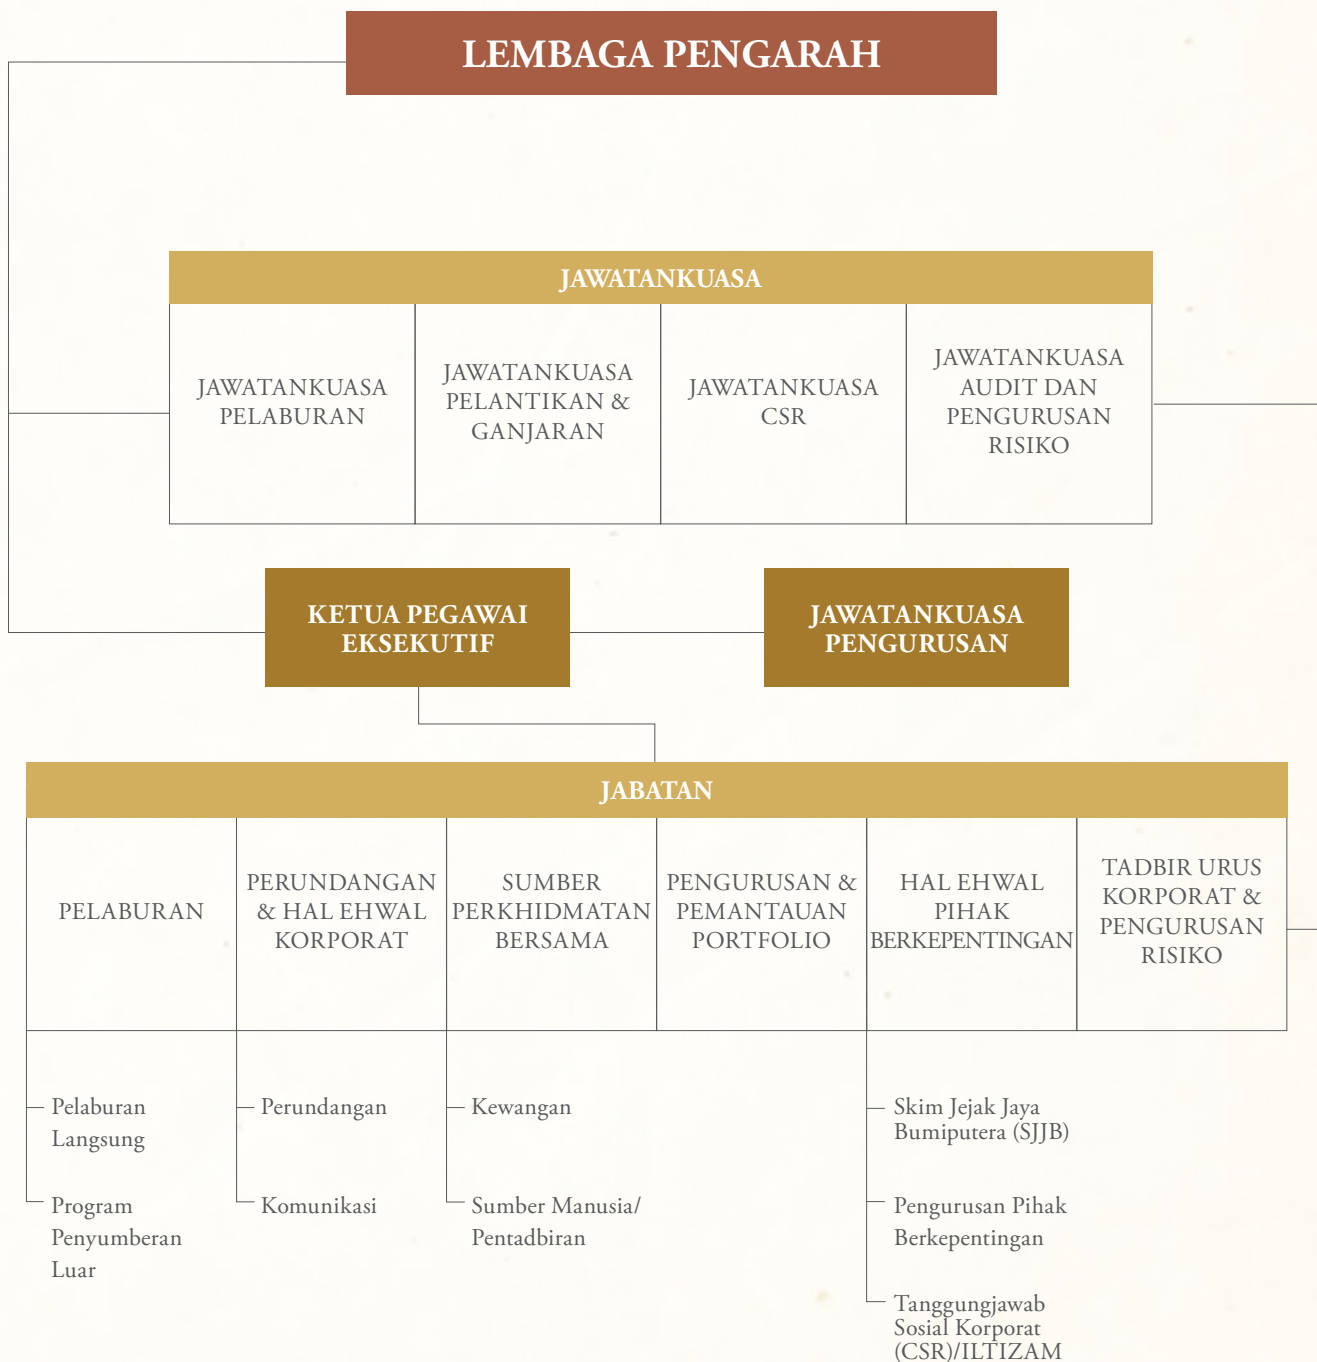 LEMBAGA PENGARAH
JAWATANKUASA
JAWATANKUASA
PELABURAN
JAWATANKUASA
PELANTIKAN &
GANJARAN
JAWATANKUASA
CSR
JAWATANKUASA
AUDIT DAN
PENGURUSAN
RISIKO
KETUA PEGAWAI
EKSEKUTIF
JAWATANKUASA
PENGURUSAN
JABATAN
PELABURAN
PERUNDANGAN
& HAL EHWAL
KORPORAT
SUMBER
PERKHIDMATAN
BERSAMA
PENGURUSAN &
PEMANTAUAN
PORTFOLIO
HAL EHWAL
PIHAK
BERKEPENTINGAN
TADBIR URUS
KORPORAT &
PENGURUSAN
RISIKO
Pelaburan
Langsung
Program
Penyumberan
Luar
Perundangan
Komunikasi
Kewangan
Sumber Manusia/
Pentadbiran
Skim Jejak Jaya
Bumiputera (SJJB)
Pengurusan Pihak
Berkepentingan
Tanggungjawab
Sosial Korporat
(CSR)/ILTIZAM